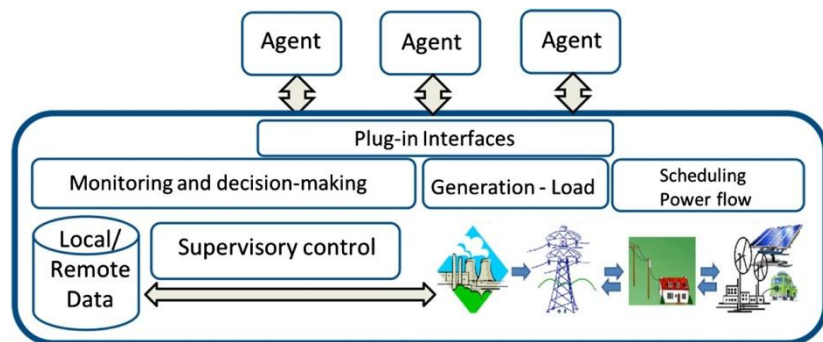 Agent
Agent
Agent
Plug-in Interfaces
Monitoring and decision-making
Generation - Load
Scheduling
Power flow
Local/
Remote
Data
Supervisory control